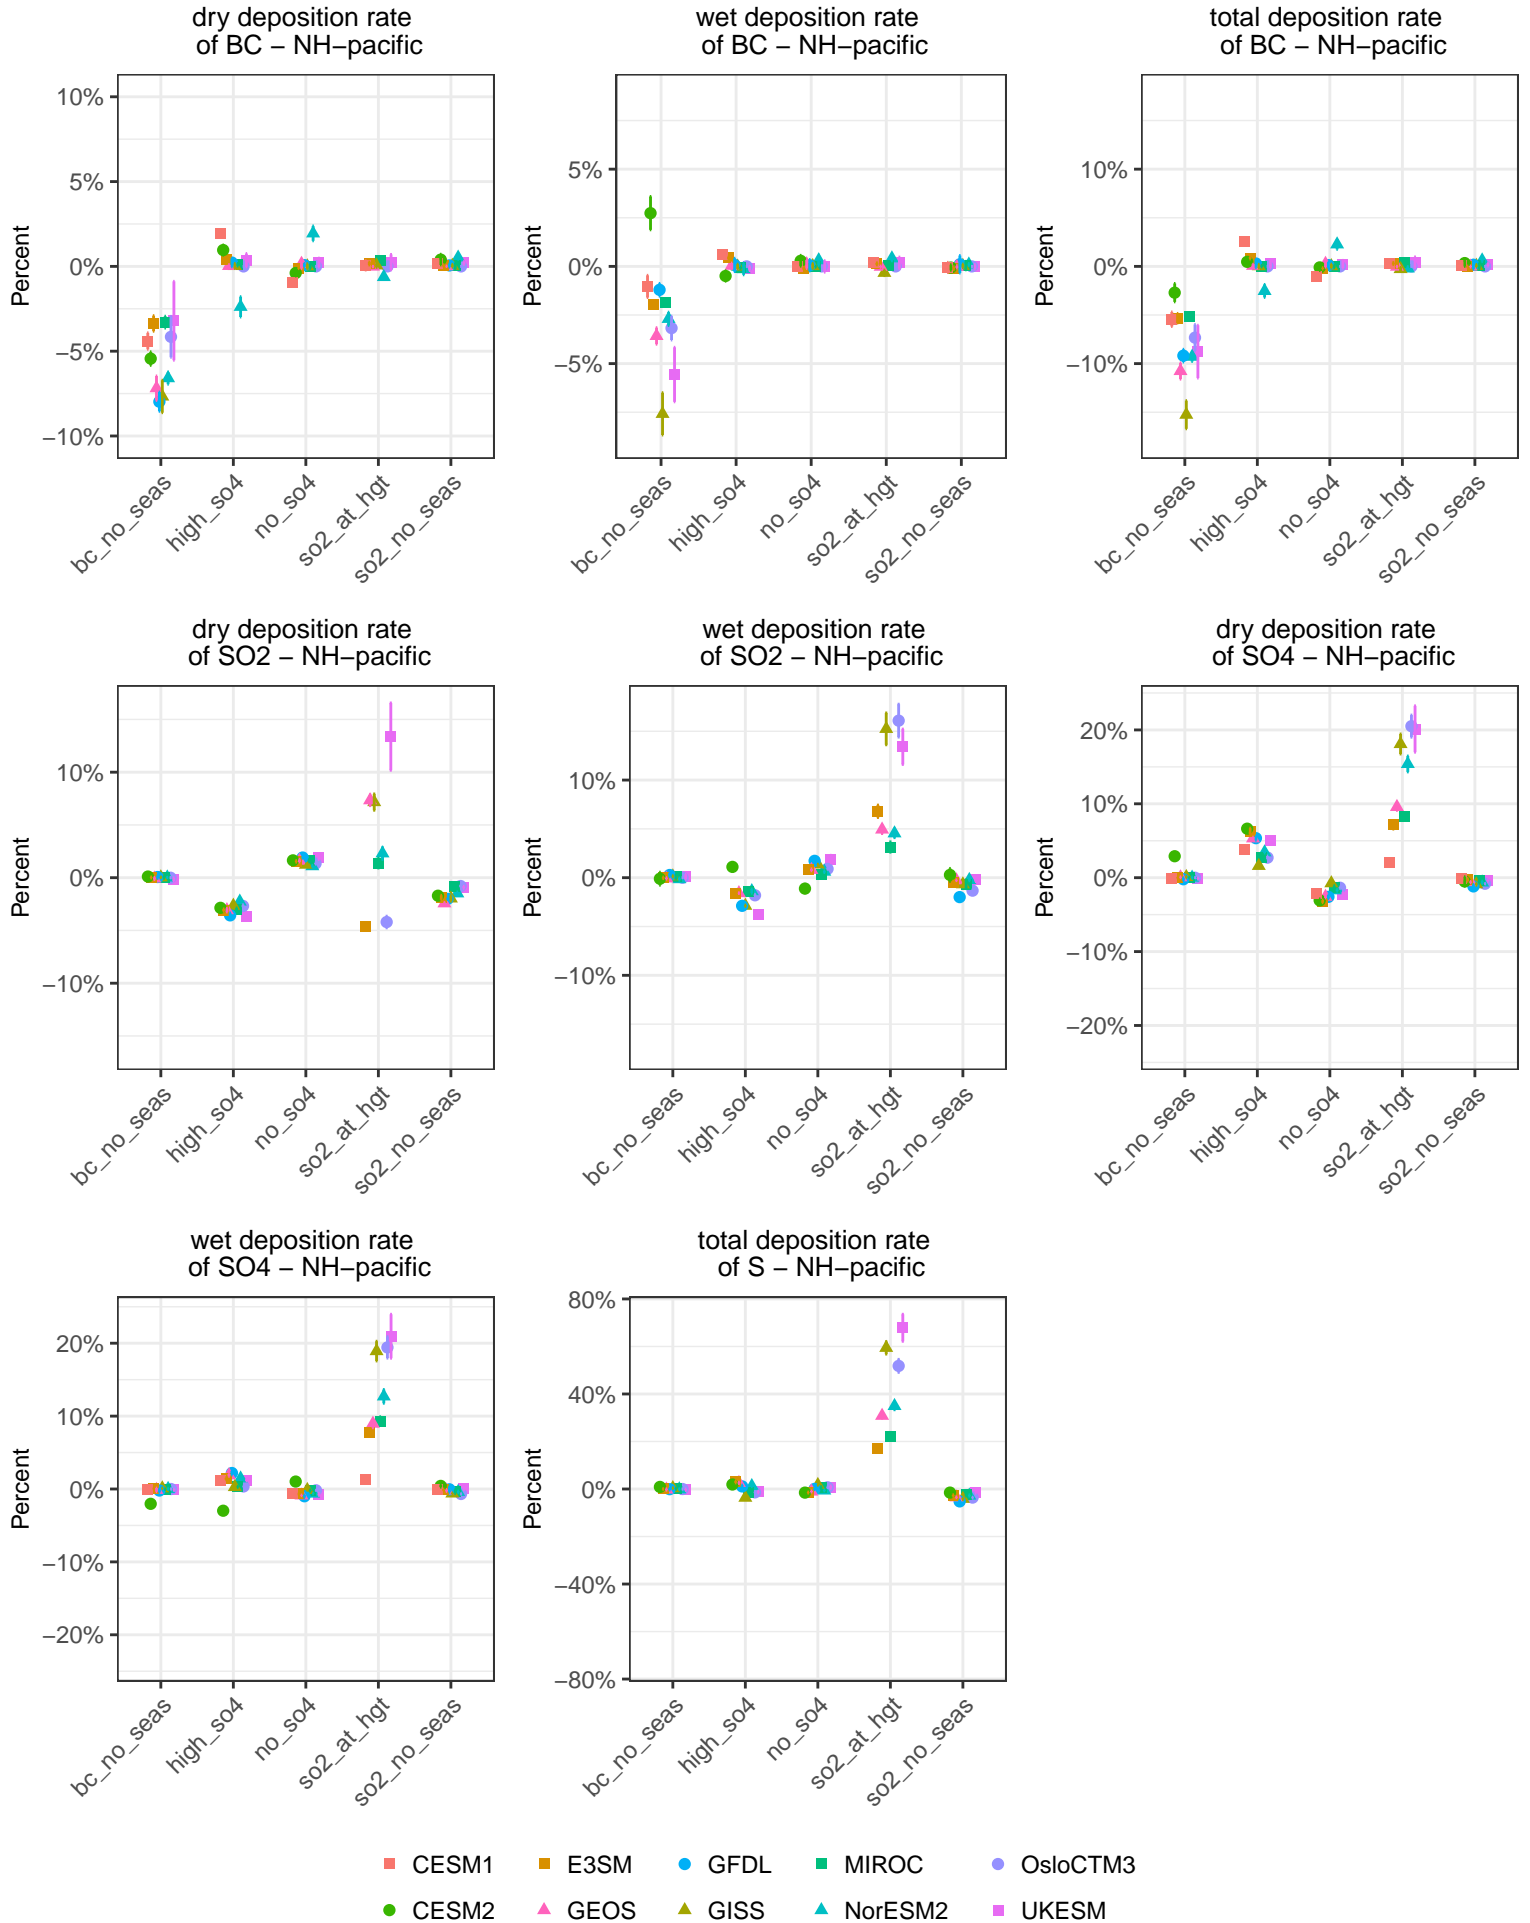 dry deposition rate
of BC − NH−pacific
wet deposition rate
of BC − NH−pacific
total deposition rate
of BC − NH−pacific
Percent
10%
5%
0%
−5%
−10%
bc_no_seas
high_so4
no_so4
so2_at_hgt
so2_no_seas
Percent
5%
0%
−5%
bc_no_seas
high_so4
no_so4
so2_at_hgt
so2_no_seas
Percent
10%
0%
−10%
bc_no_seas
high_so4
no_so4
so2_at_hgt
so2_no_seas
dry deposition rate
of SO2 − NH−pacific
wet deposition rate
of SO2 − NH−pacific
dry deposition rate
of SO4 − NH−pacific
Percent
10%
0%
−10%
bc_no_seas
high_so4
no_so4
so2_at_hgt
so2_no_seas
Percent
10%
0%
−10%
bc_no_seas
high_so4
no_so4
so2_at_hgt
so2_no_seas
Percent
20%
10%
0%
−10%
−20%
bc_no_seas
high_so4
no_so4
so2_at_hgt
so2_no_seas
wet deposition rate
of SO4 − NH−pacific
total deposition rate
of S − NH−pacific
Percent
20%
10%
0%
−10%
−20%
bc_no_seas
high_so4
no_so4
so2_at_hgt
so2_no_seas
Percent
80%
40%
0%
−40%
−80%
bc_no_seas
high_so4
no_so4
so2_at_hgt
so2_no_seas
CESM1 E3SM GFDL MIROC OsloCTM3
CESM2 GEOS GISS NorESM2 UKESM